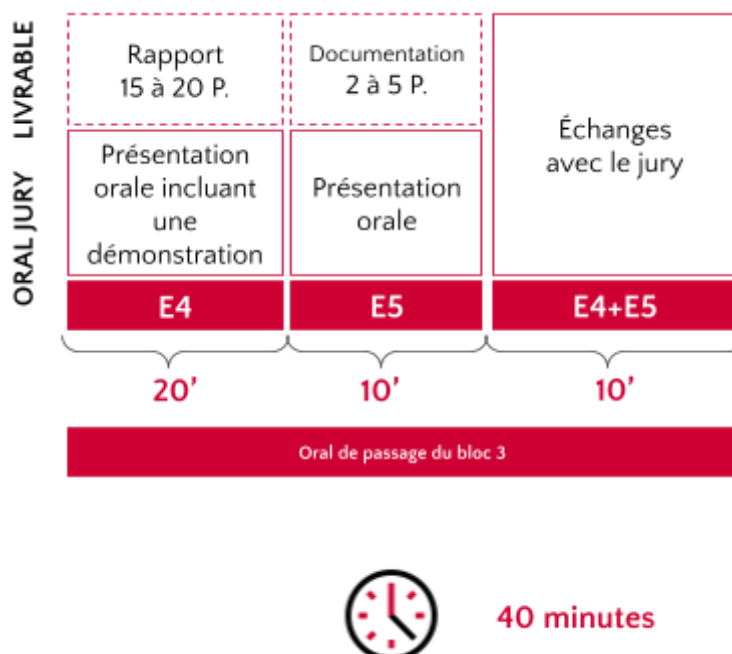 LIVRABLE
Rapport
15 à 20 P.
Documentation
2 à 5 P.
Échanges
avec le jury
ORAL JURY
Présentation
orale incluant
une
démonstration
Présentation
orale
E4
E5
E4+E5
20’
10’
10’
Oral de passage du bloc 3
40 minutes